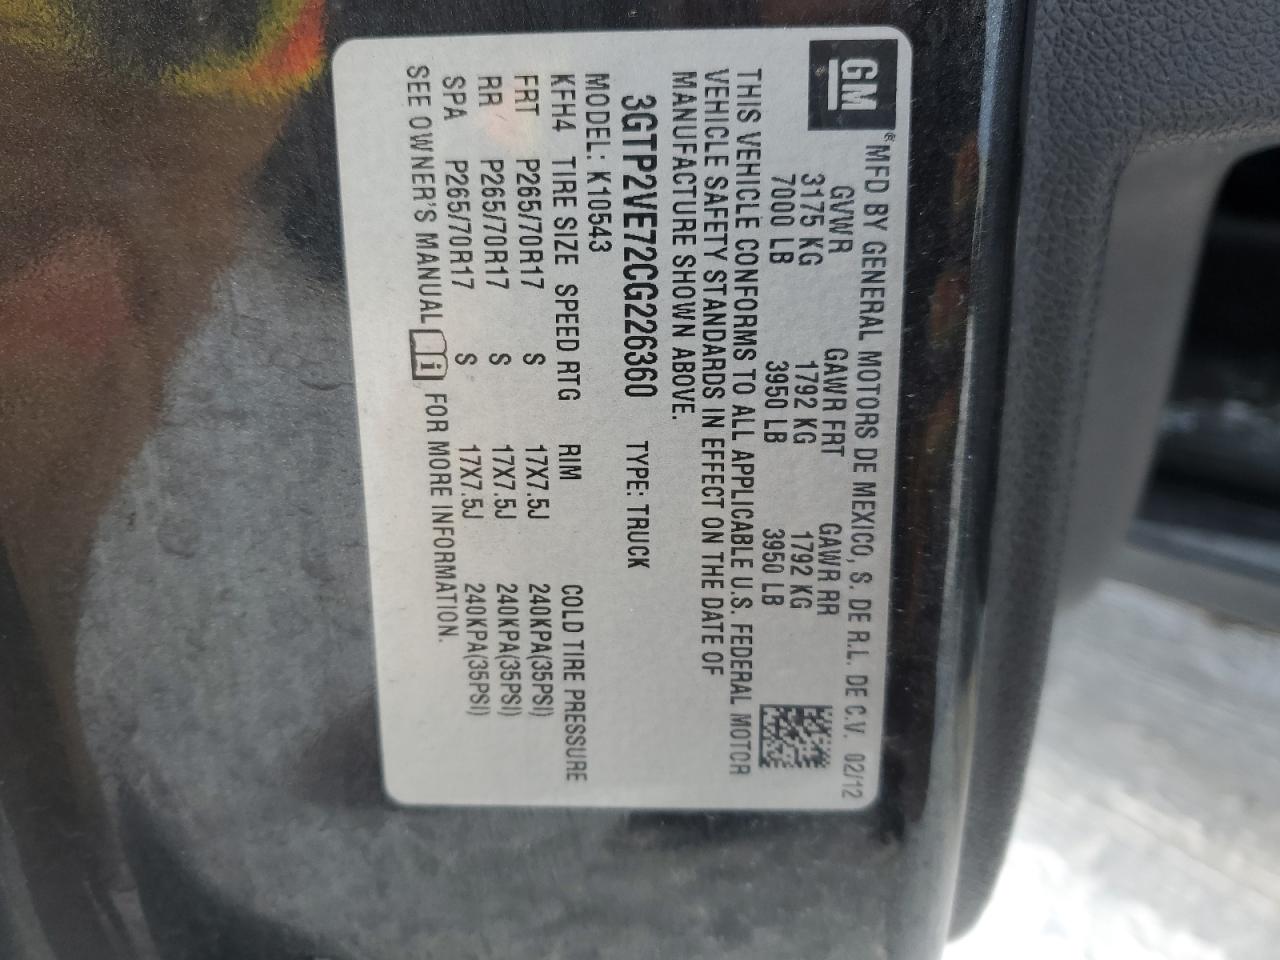 GM
® MFD BY GENERAL MOTORS DE MEXICO, S. DE R.L. DE C.V. 02/12
GVWR GAWR FRT GAWR RR
3175 KG 1792 KG 1792 KG
7000 LB 3950 LB 3950 LB
THIS VEHICLE CONFORMS TO ALL APPLICABLE U.S. FEDERAL MOTOR
VEHICLE SAFETY STANDARDS IN EFFECT ON THE DATE OF
MANUFACTURE SHOWN ABOVE.
3GTP2VE72CG226360 TYPE: TRUCK
MODEL: K10543
KFH4 TIRE SIZE SPEED RTG RIM COLD TIRE PRESSURE
FRT P265/70R17 S 17X7.5J 240KPA(35PSI)
RR P265/70R17 S 17X7.5J 240KPA(35PSI)
SPA P265/70R17 S 17X7.5J 240KPA(35PSI)
SEE OWNER'S MANUAL i FOR MORE INFORMATION.